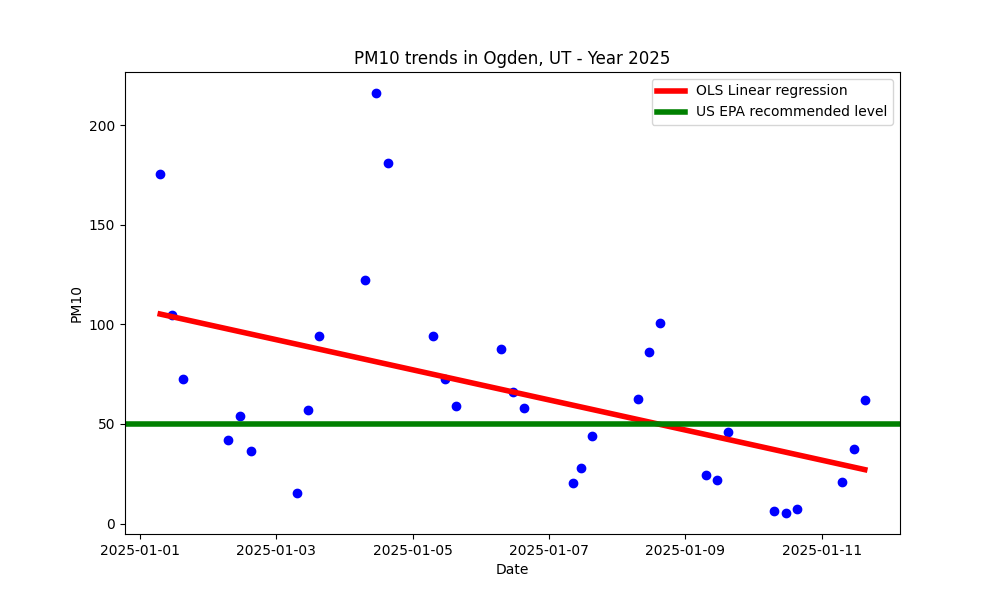 PM10 trends in Ogden, UT - Year 2025
OLS Linear regression
US EPA recommended level
PM10
200
150
100
50
0
2025-01-01
2025-01-03
2025-01-05
2025-01-07
2025-01-09
2025-01-11
Date